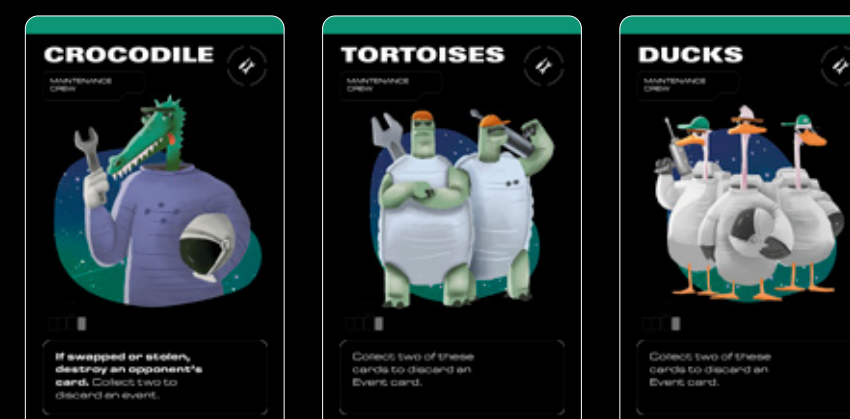 CROCODILE
MAINTENANCE
CREW
If swapped or stolen,
destroy an opponent's
card. Collect two to
discard an event.
TORTOISES
MAINTENANCE
CREW
Collect two of these
cards to discard an
Event card.
DUCKS
MAINTENANCE
CREW
Collect two of these
cards to discard an
Event card.